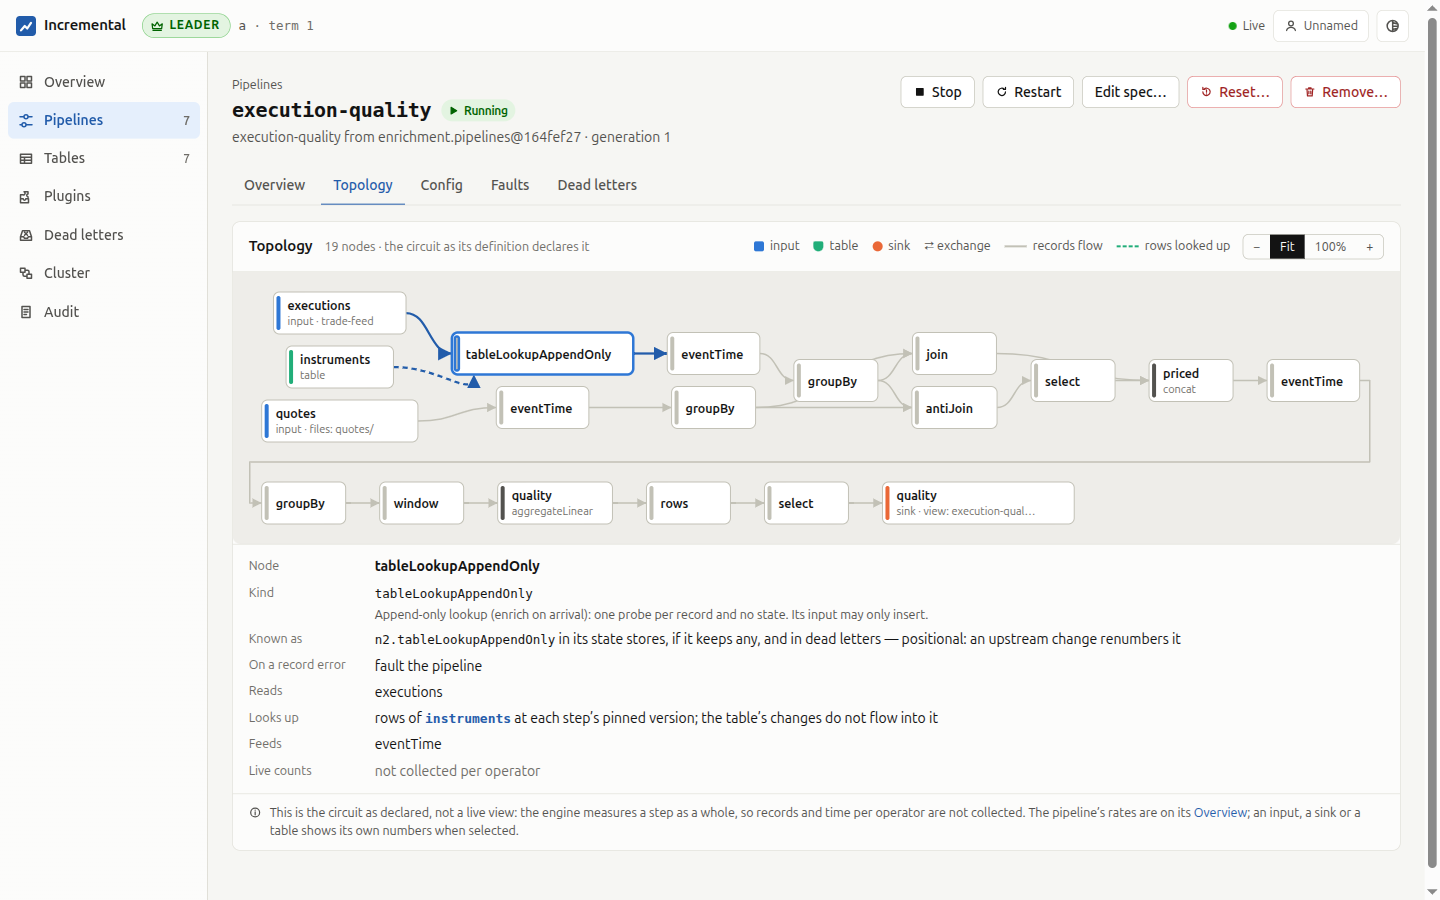 Incremental
LEADER
a · term 1
Live
Unnamed
Overview
Pipelines 7
Tables 7
Plugins
Dead letters
Cluster
Audit
Pipelines
execution-quality
Running
execution-quality from enrichment.pipelines@164fef27 · generation 1
Stop
Restart
Edit spec…
Reset…
Remove…
Overview
Topology
Config
Faults
Dead letters
Topology
19 nodes · the circuit as its definition declares it
input
table
sink
⇄ exchange
records flow
rows looked up
−
Fit
100%
+
executions
input · trade-feed
instruments
table
quotes
input · files: quotes/
tableLookupAppendOnly
eventTime
eventTime
groupBy
groupBy
join
antiJoin
select
priced
concat
eventTime
groupBy
window
quality
aggregateLinear
rows
select
quality
sink · view: execution-qual…
Node tableLookupAppendOnly
Kind tableLookupAppendOnly
Append-only lookup (enrich on arrival): one probe per record and no state. Its input may only insert.
Known as n2.tableLookupAppendOnly in its state stores, if it keeps any, and in dead letters — positional: an upstream change renumbers it
On a record error fault the pipeline
Reads executions
Looks up rows of instruments at each step’s pinned version; the table’s changes do not flow into it
Feeds eventTime
Live counts not collected per operator
This is the circuit as declared, not a live view: the engine measures a step as a whole, so records and time per operator are not collected. The pipeline’s rates are on its Overview; an input, a sink or a
table shows its own numbers when selected.